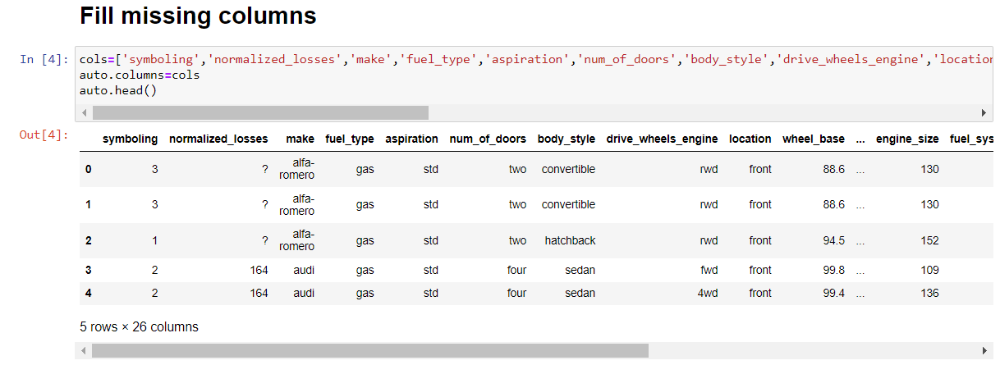 Fill missing columns
In [4]: cols=['symboling','normalized_losses','make','fuel_type','aspiration','num_of_doors','body_style','drive_wheels_engine','location
auto.columns=cols
auto.head()
Out[4]:
symboling normalized_losses make fuel_type aspiration num_of_doors body_style drive_wheels_engine location wheel_base ... engine_size fuel_sys
0 3 ? alfa-romero gas std two convertible rwd front 88.6 ... 130
1 3 ? alfa-romero gas std two convertible rwd front 88.6 ... 130
2 1 ? alfa-romero gas std two hatchback rwd front 94.5 ... 152
3 2 164 audi gas std four sedan fwd front 99.8 ... 109
4 2 164 audi gas std four sedan 4wd front 99.4 ... 136
5 rows × 26 columns